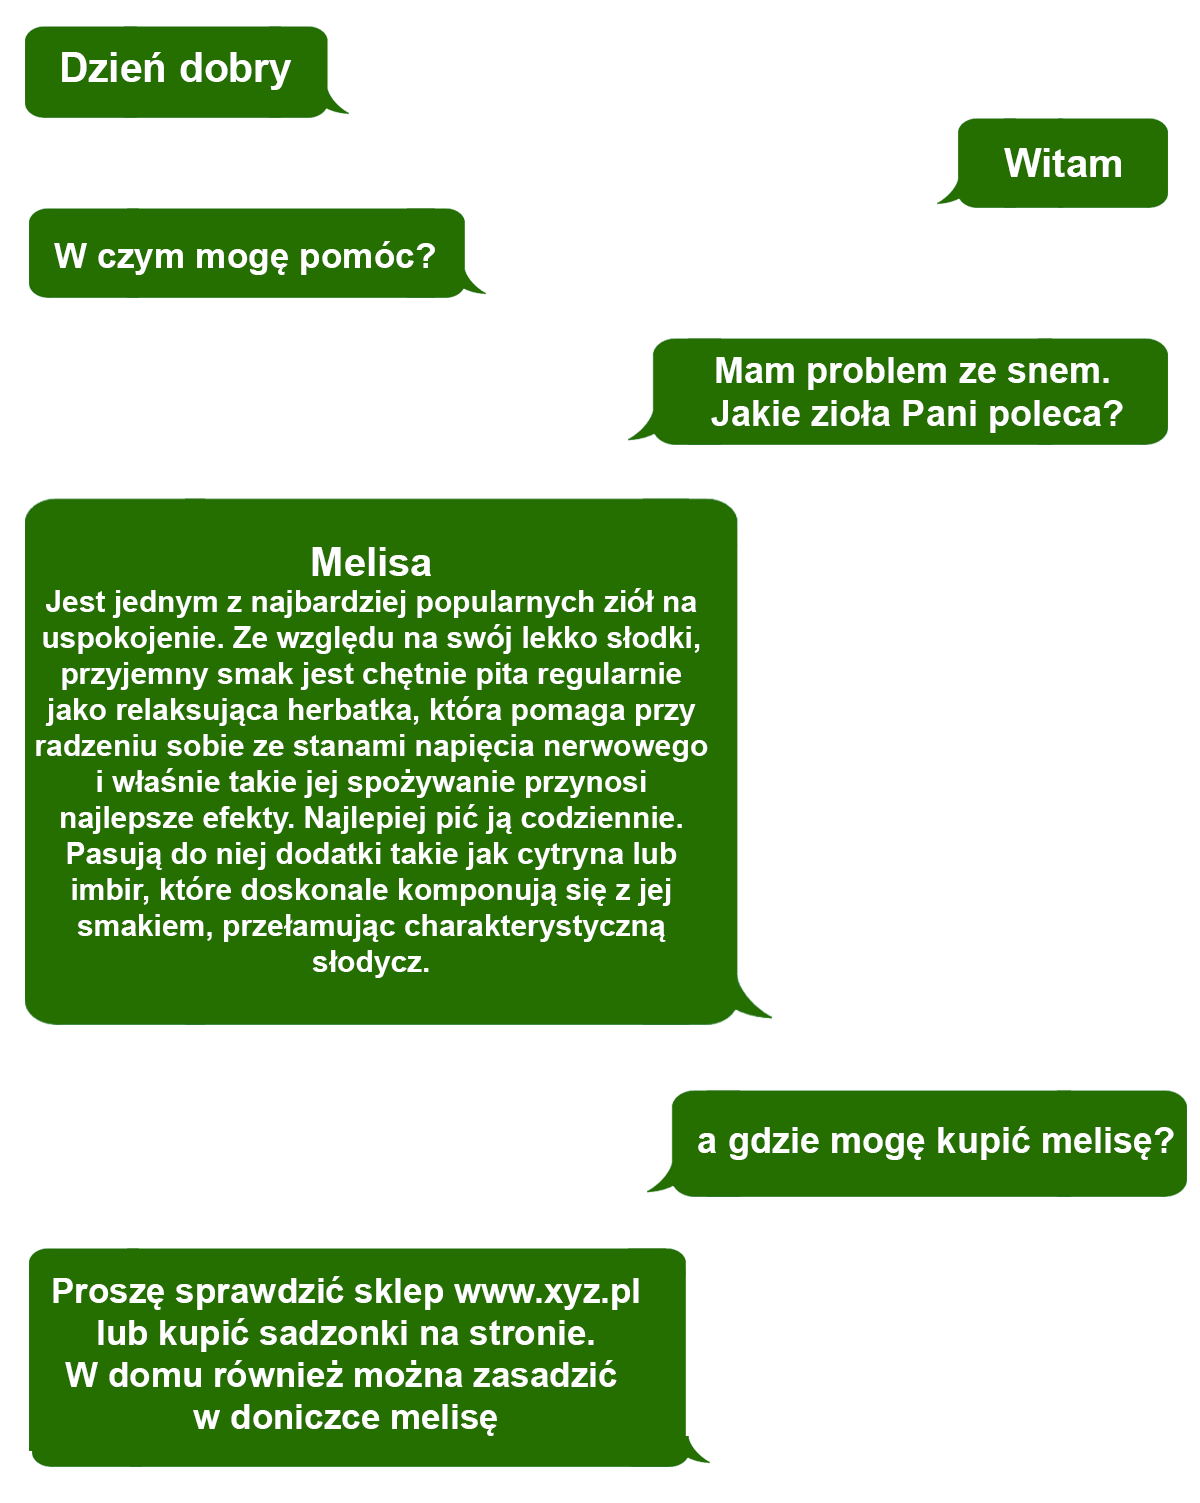 Dzień dobry
Witam
W czym mogę pomóc?
Mam problem ze snem.
Jakie zioła Pani poleca?
Melisa
Jest jednym z najbardziej popularnych ziół na
uspokojenie. Ze względu na swój lekko słodki,
przyjemny smak jest chętnie pita regularnie
jako relaksująca herbatka, która pomaga przy
radzeniu sobie ze stanami napięcia nerwowego
i właśnie takie jej spożywanie przynosi
najlepsze efekty. Najlepiej pić ją codziennie.
Pasują do niej dodatki takie jak cytryna lub
imbir, które doskonale komponują się z jej
smakiem, przełamując charakterystyczną
słodycz.
a gdzie mogę kupić melisę?
Proszę sprawdzić sklep www.xyz.pl
lub kupić sadzonki na stronie.
W domu również można zasadzić
w doniczce melisę